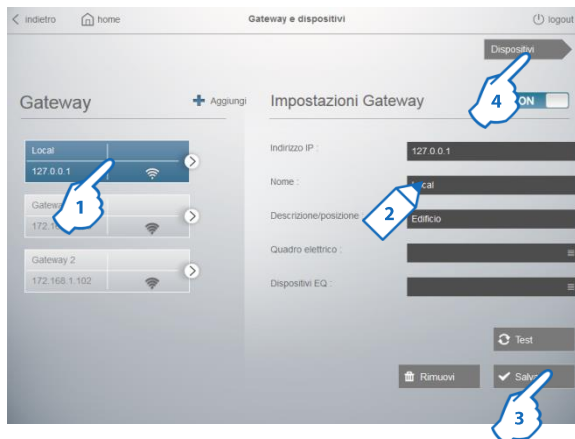 indietro home Gateway e dispositivi logout
Dispositivi
Gateway Aggiungi Impostazioni Gateway ON
4
Local
127.0.0.1
1
172.16
Gateway 2
172.168.1.102
Indirizzo IP : 127.0.0.1
Nome :
2
Descrizione/posizione Edificio
Quadro elettrico :
Dispositivi EQ :
Test
Rimuovi
3